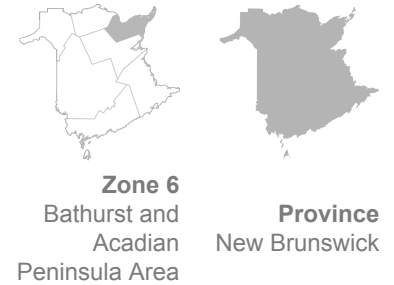 Zone 6
Bathurst and
Acadian
Peninsula Area
Province
New Brunswick